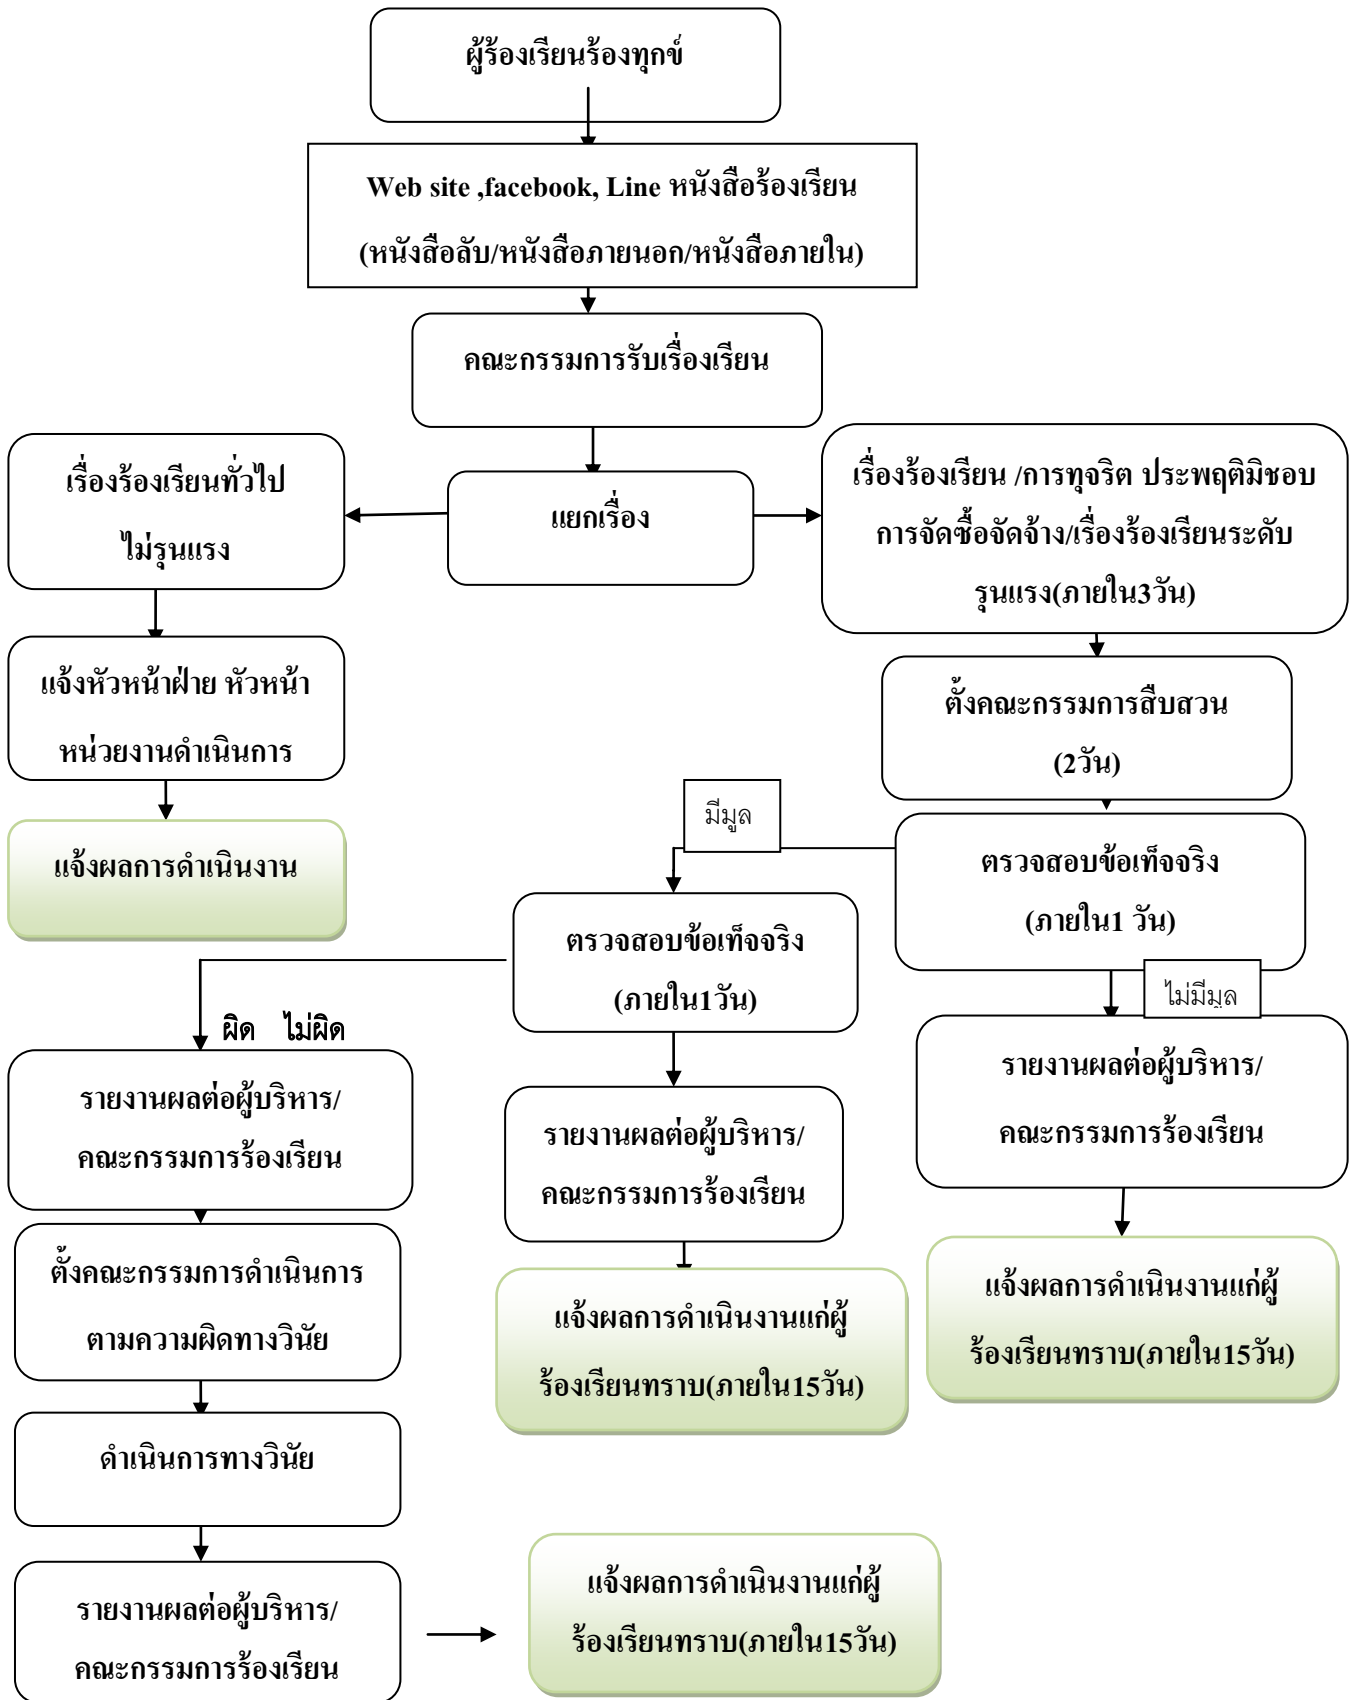 ผู้ร้องเรียนร้องทุกข์
Web site ,facebook, Line หนังสือร้องเรียน
(หนังสือลับ/หนังสือภายนอก/หนังสือภายใน)
คณะกรรมการรับเรื่องเรียน
แยกเรื่อง
เรื่องร้องเรียนทั่วไป
ไม่รุนแรง
แจ้งหัวหน้าฝ่าย หัวหน้า
หน่วยงานดำเนินการ
แจ้งผลการดำเนินงาน
เรื่องร้องเรียน /การทุจริต ประพฤติมิชอบ
การจัดซื้อจัดจ้าง/เรื่องร้องเรียนระดับ
รุนแรง(ภายใน3วัน)
ตั้งคณะกรรมการสืบสวน
(2วัน)
ตรวจสอบข้อเท็จจริง
(ภายใน1 วัน)
มีมูล
ไม่มีมูล
ตรวจสอบข้อเท็จจริง
(ภายใน1วัน)
ผิด ไม่ผิด
รายงานผลต่อผู้บริหาร/
คณะกรรมการร้องเรียน
รายงานผลต่อผู้บริหาร/
คณะกรรมการร้องเรียน
รายงานผลต่อผู้บริหาร/
คณะกรรมการร้องเรียน
ตั้งคณะกรรมการดำเนินการ
ตามความผิดทางวินัย
แจ้งผลการดำเนินงานแก่ผู้
ร้องเรียนทราบ(ภายใน15วัน)
แจ้งผลการดำเนินงานแก่ผู้
ร้องเรียนทราบ(ภายใน15วัน)
ดำเนินการทางวินัย
รายงานผลต่อผู้บริหาร/
คณะกรรมการร้องเรียน
แจ้งผลการดำเนินงานแก่ผู้
ร้องเรียนทราบ(ภายใน15วัน)